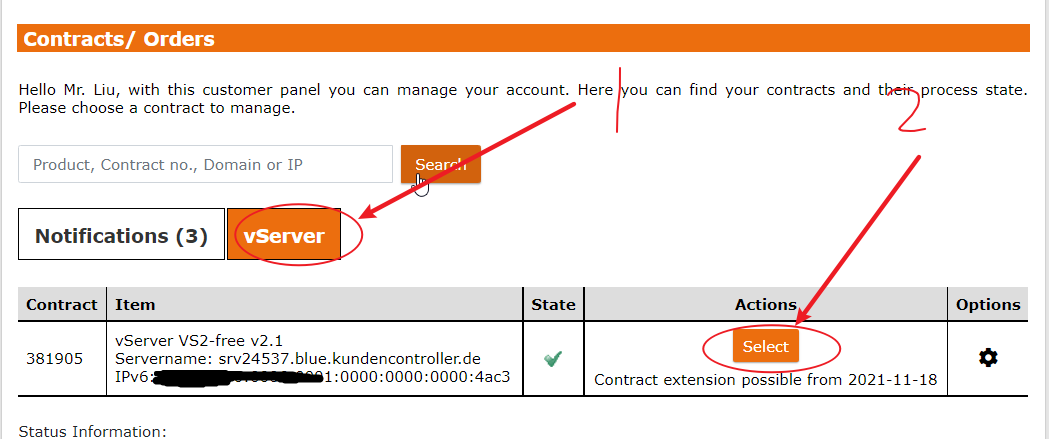 Contracts/ Orders
Hello Mr. Liu, with this customer panel you can manage your account. Here you can find your contracts and their process state.
Please choose a contract to manage.
1
2
Product, Contract no., Domain or IP
Search
Notifications (3)
vServer
Contract Item State Actions Options
381905
vServer VS2-free v2.1
Servername: srv24537.blue.kundencontroller.de
IPv6: 1:0000:0000:0000:4ac3
Select
Contract extension possible from 2021-11-18
Status Information: